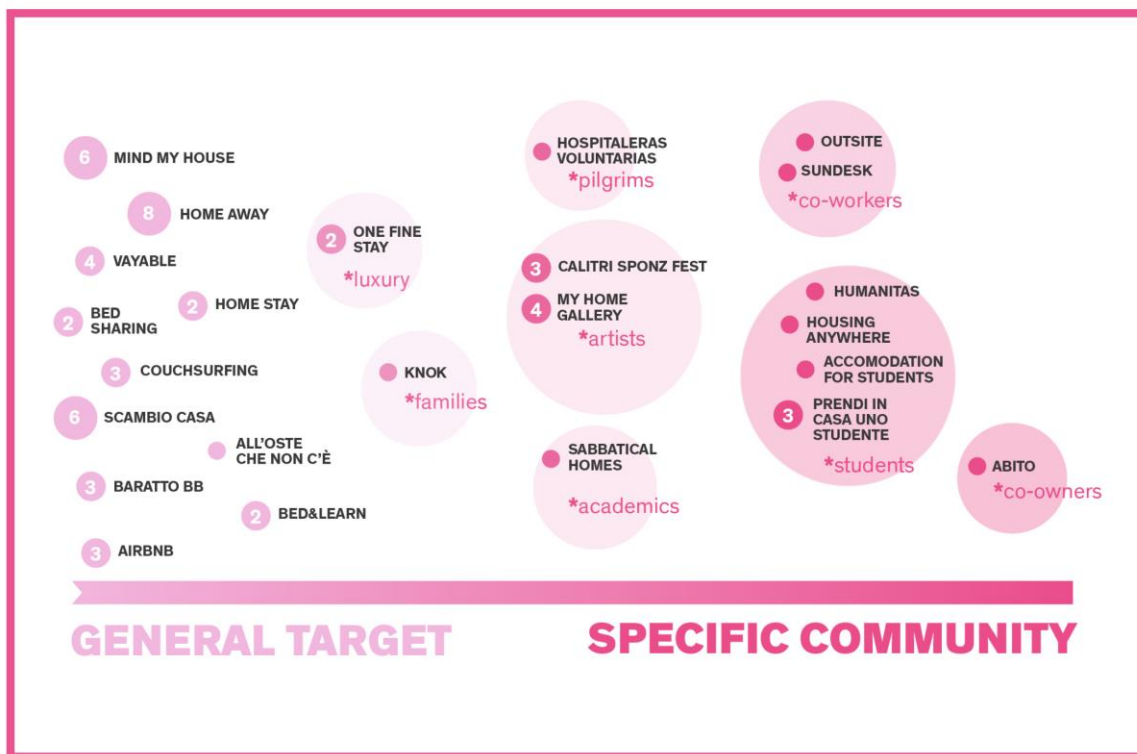 6 MIND MY HOUSE
8 HOME AWAY
4 VAYABLE
2 BED
SHARING
2 HOME STAY
3 COUCHSURFING
6 SCAMBIO CASA
ALL'OSTE
CHE NON C'È
3 BARATTO BB
2 BED&LEARN
3 AIRBNB
2 ONE FINE
STAY
*luxury
KNOK
*families
HOSPITALERAS
VOLUNTARIAS
*pilgrims
3 CALITRI SPONZ FEST
4 MY HOME
GALLERY
*artists
SABBATICAL
HOMES
*academics
OUTSITE
SUNDESK
*co-workers
HUMANITAS
HOUSING
ANYWHERE
ACCOMODATION
FOR STUDENTS
3 PRENDI IN
CASA UNO
STUDENTE
*students
ABITO
*co-owners
GENERAL TARGET
SPECIFIC COMMUNITY